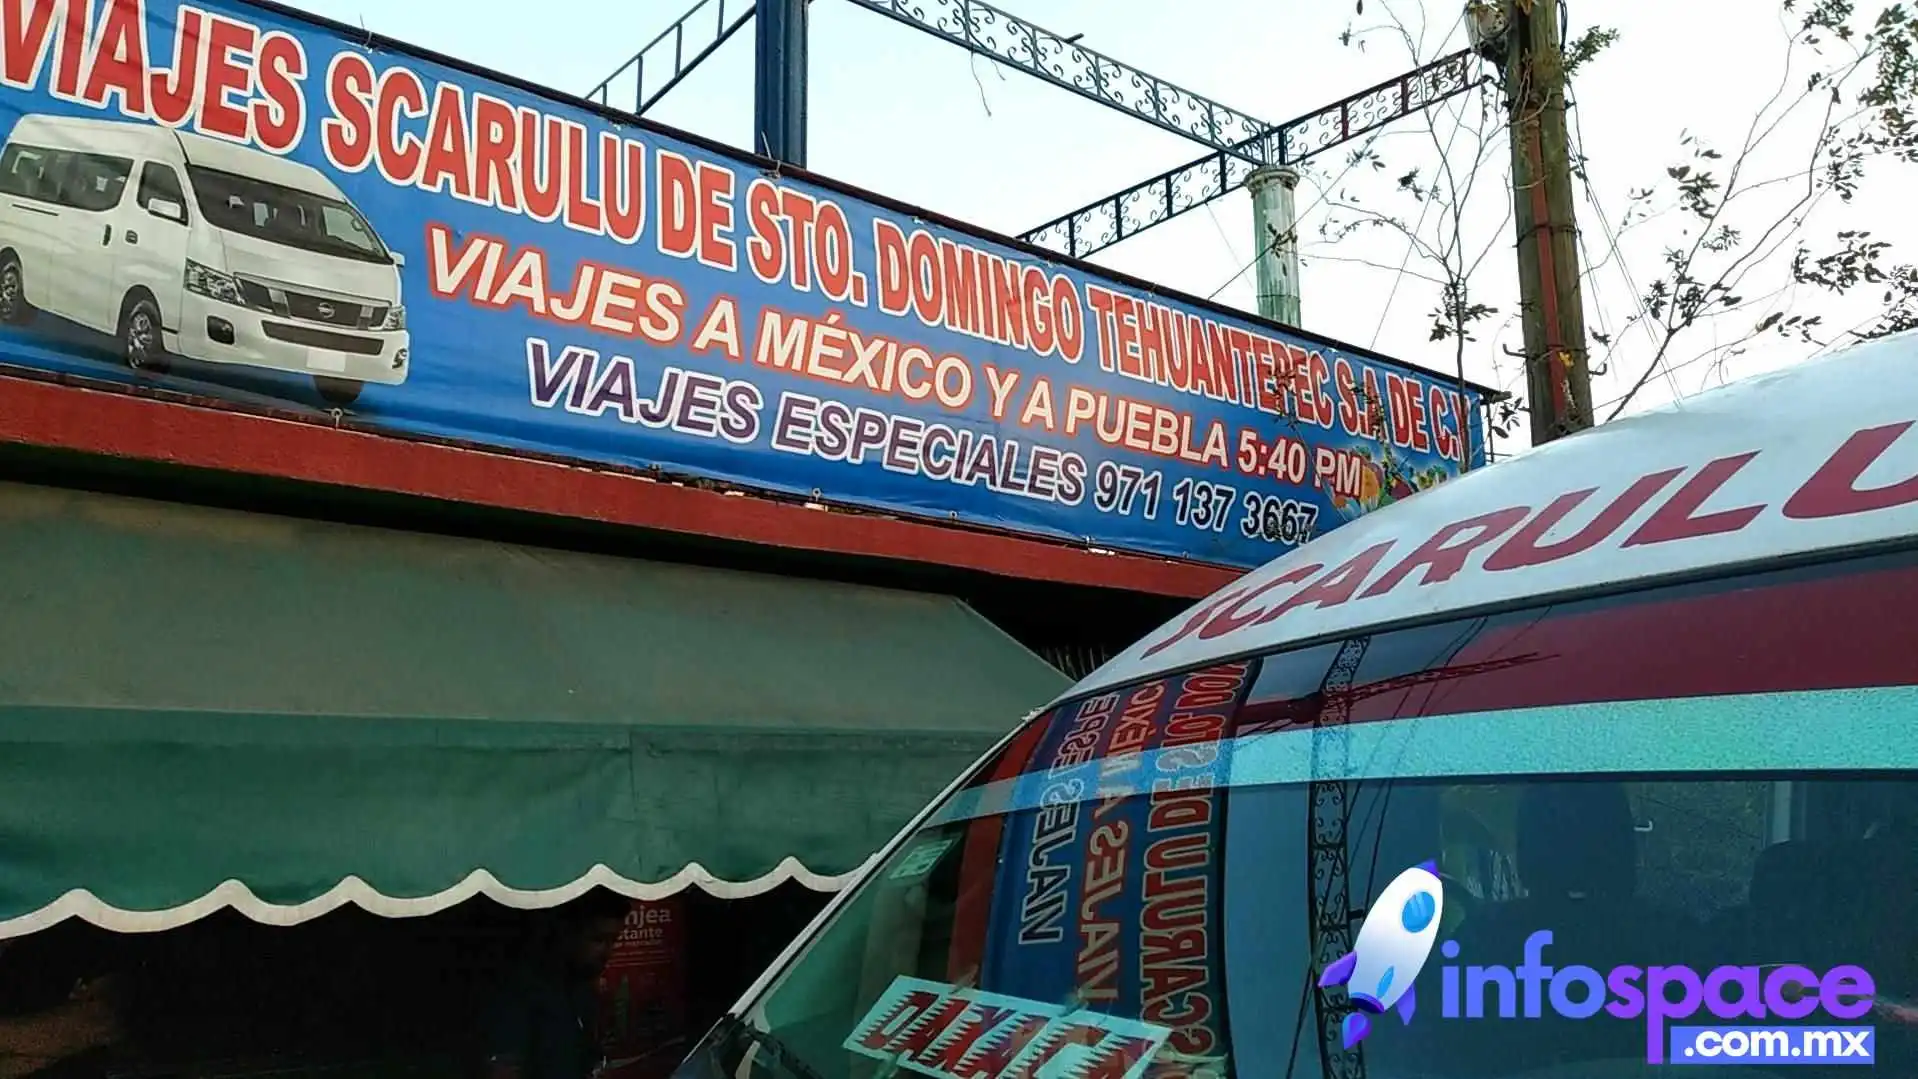 VIAJES SCARULU DE STO. DOMINGO TEHUANTEPEC S.A DE C.V
VIAJES A MÉXICO Y A PUEBLA 5:40 PM
VIAJES ESPECIALES 971 137 3667
SCARULU
OAXACA
infospace
.com.mx